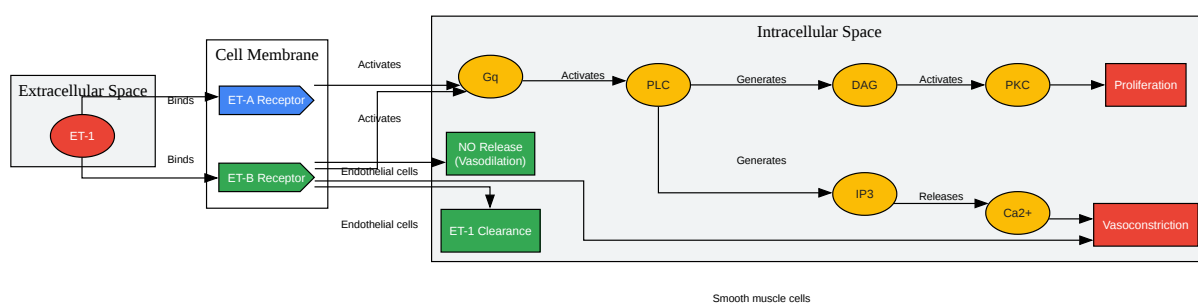 Extracellular Space
ET-1
Binds
Binds
Cell Membrane
ET-A Receptor
ET-B Receptor
Activates
Activates
Endothelial cells
Endothelial cells
Intracellular Space
Gq
Activates
PLC
Generates
DAG
Activates
PKC
Proliferation
NO Release
(Vasodilation)
ET-1 Clearance
Generates
IP3
Releases
Ca2+
Vasoconstriction
Smooth muscle cells